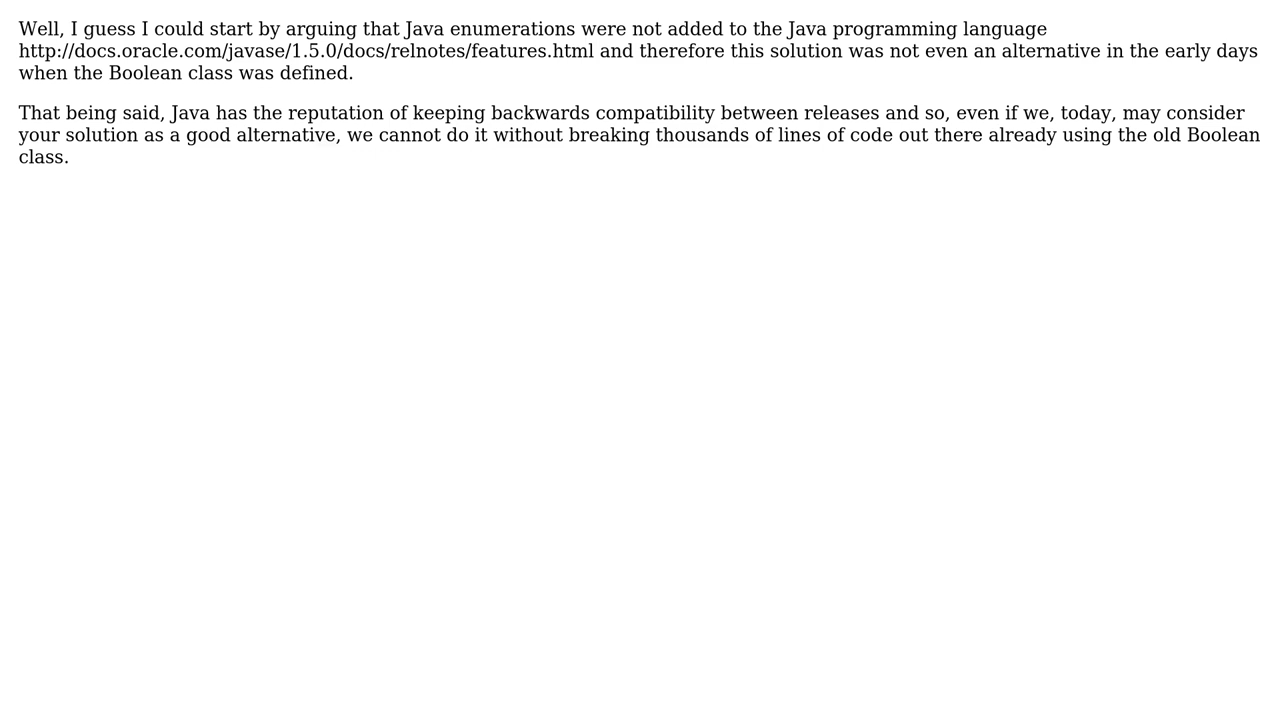 Well, I guess I could start by arguing that Java enumerations were not added to the Java programming language
http://docs.oracle.com/javase/1.5.0/docs/relnotes/features.html and therefore this solution was not even an alternative in the early days
when the Boolean class was defined.
That being said, Java has the reputation of keeping backwards compatibility between releases and so, even if we, today, may consider
your solution as a good alternative, we cannot do it without breaking thousands of lines of code out there already using the old Boolean
class.